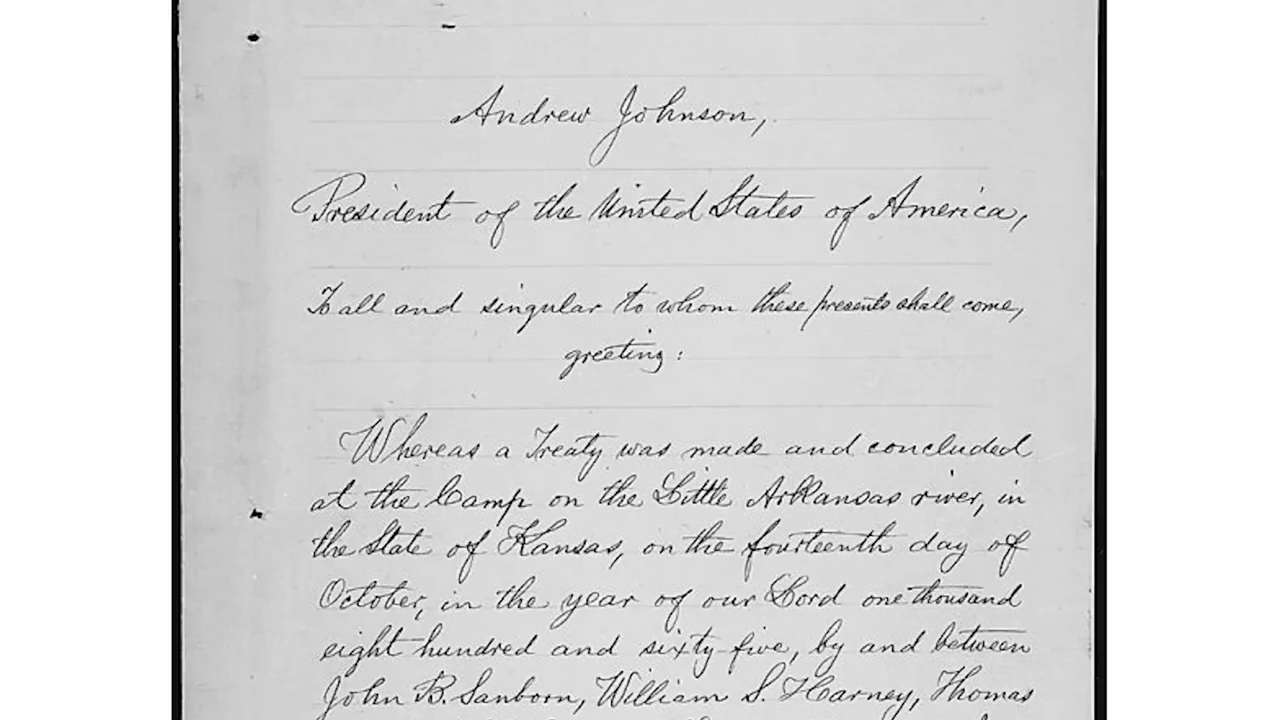 Andrew Johnson,
President of the United States of America,
To all and singular to whom these presents shall come,
greeting:
Whereas a Treaty was made and concluded
at the Camp on the Little Arkansas river, in
the State of Kansas, on the fourteenth day of
October, in the year of our Lord one thousand
eight hundred and sixty-five, by and between
John B. Sanborn, William S. Harney, Thomas